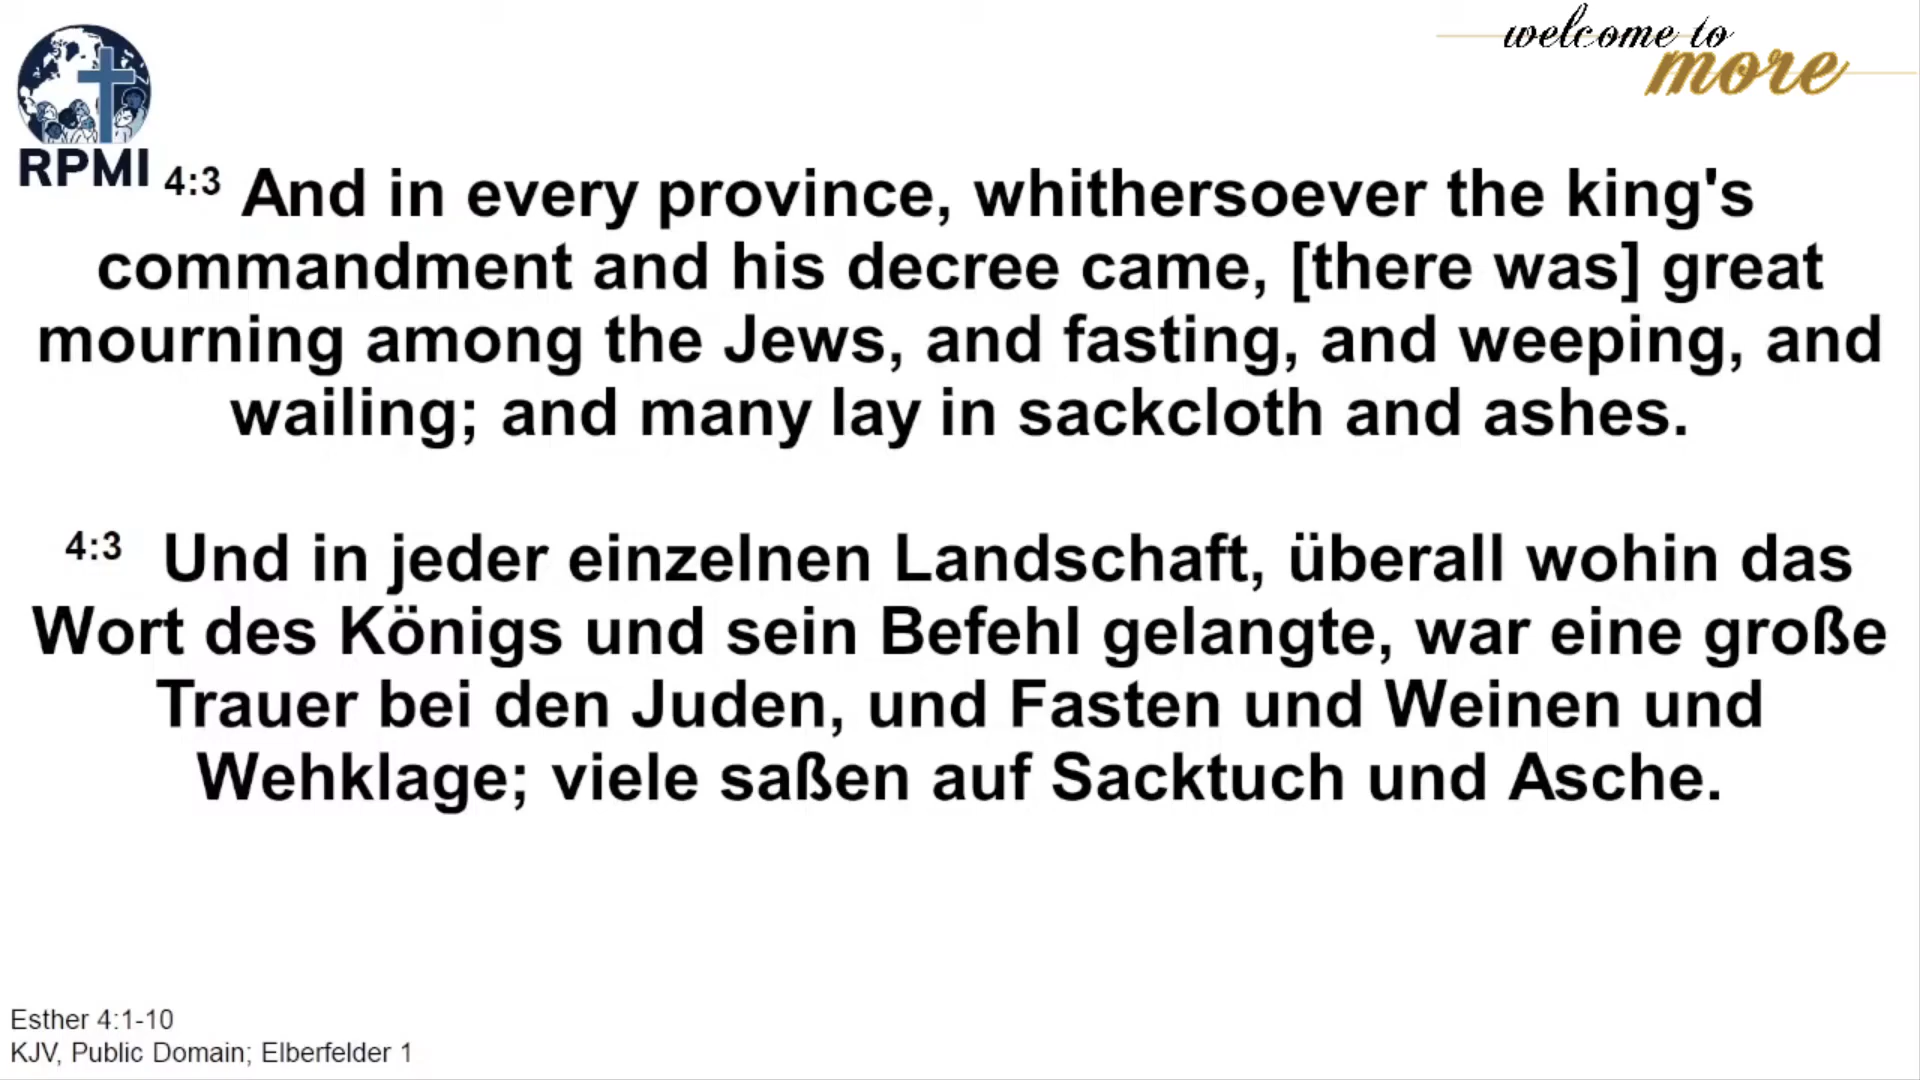 welcome to
more
RPMI
4:3 And in every province, whithersoever the king's
commandment and his decree came, [there was] great
mourning among the Jews, and fasting, and weeping, and
wailing; and many lay in sackcloth and ashes.
4:3 Und in jeder einzelnen Landschaft, überall wohin das
Wort des Königs und sein Befehl gelangte, war eine große
Trauer bei den Juden, und Fasten und Weinen und
Wehklage; viele saßen auf Sacktuch und Asche.
Esther 4:1-10
KJV, Public Domain; Elberfelder 1